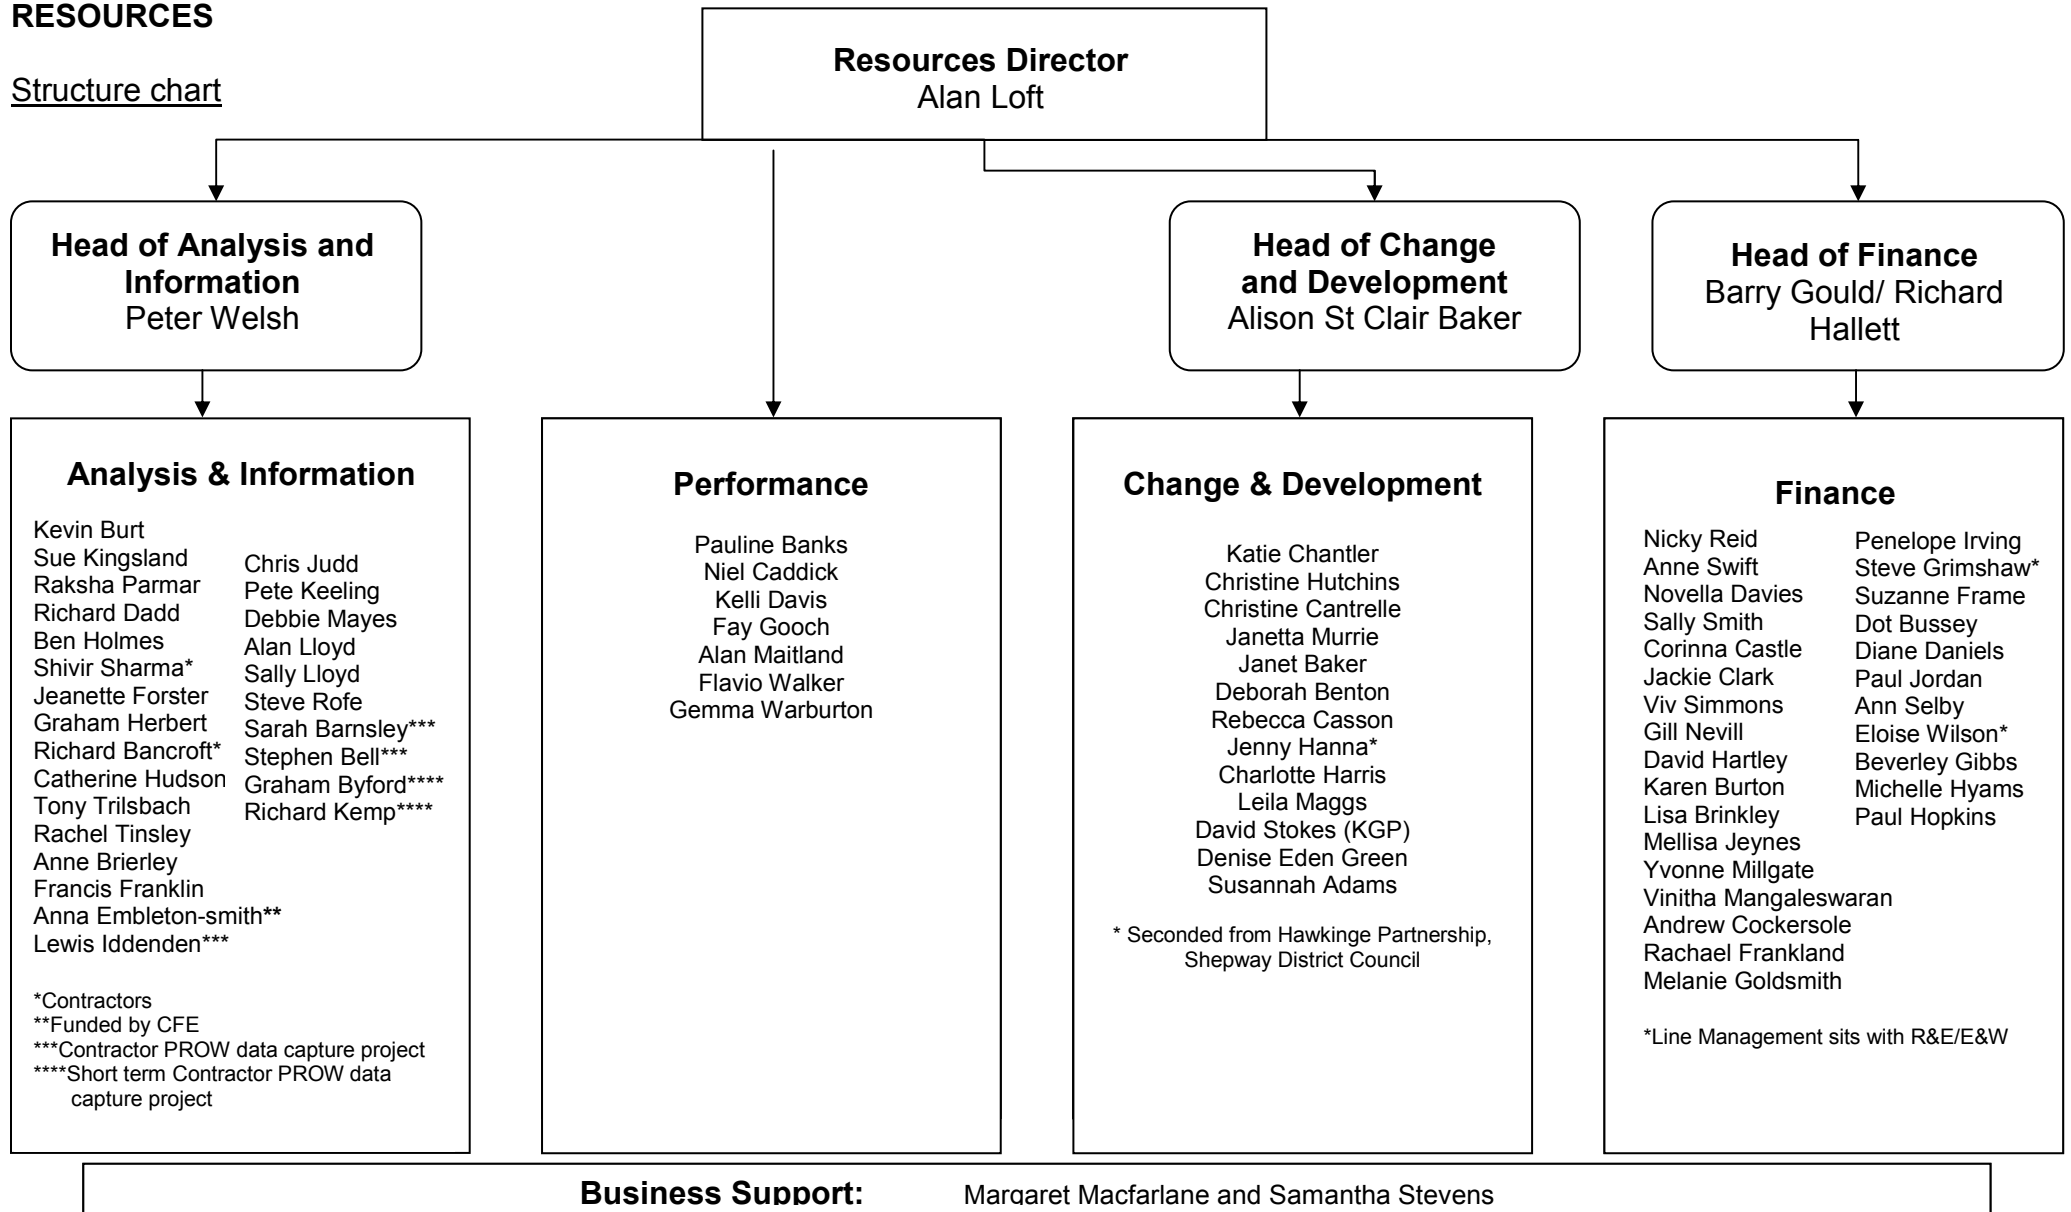 RESOURCES
Structure chart
Resources Director
Alan Loft
Head of Analysis and
Information
Peter Welsh
Head of Change
and Development
Alison St Clair Baker
Head of Finance
Barry Gould/ Richard
Hallett
Analysis & Information
Kevin Burt
Sue Kingsland
Raksha Parmar
Richard Dadd
Ben Holmes
Shivir Sharma*
Jeanette Forster
Graham Herbert
Richard Bancroft*
Catherine Hudson
Tony Trilsbach
Rachel Tinsley
Anne Brierley
Francis Franklin
Anna Embleton-smith**
Lewis Iddenden***
Chris Judd
Pete Keeling
Debbie Mayes
Alan Lloyd
Sally Lloyd
Steve Rofe
Sarah Barnsley***
Stephen Bell***
Graham Byford****
Richard Kemp****
*Contractors
**Funded by CFE
***Contractor PROW data capture project
****Short term Contractor PROW data
capture project
Performance
Pauline Banks
Niel Caddick
Kelli Davis
Fay Gooch
Alan Maitland
Flavio Walker
Gemma Warburton
Change & Development
Katie Chantler
Christine Hutchins
Christine Cantrelle
Janetta Murrie
Janet Baker
Deborah Benton
Rebecca Casson
Jenny Hanna*
Charlotte Harris
Leila Maggs
David Stokes (KGP)
Denise Eden Green
Susannah Adams
* Seconded from Hawkinge Partnership,
Shepway District Council
Finance
Nicky Reid
Anne Swift
Novella Davies
Sally Smith
Corinna Castle
Jackie Clark
Viv Simmons
Gill Nevill
David Hartley
Karen Burton
Lisa Brinkley
Mellisa Jeynes
Yvonne Millgate
Vinitha Mangaleswaran
Andrew Cockersole
Rachael Frankland
Melanie Goldsmith
Penelope Irving
Steve Grimshaw*
Suzanne Frame
Dot Bussey
Diane Daniels
Paul Jordan
Ann Selby
Eloise Wilson*
Beverley Gibbs
Michelle Hyams
Paul Hopkins
*Line Management sits with R&E/E&W
Business Support: Margaret Macfarlane and Samantha Stevens